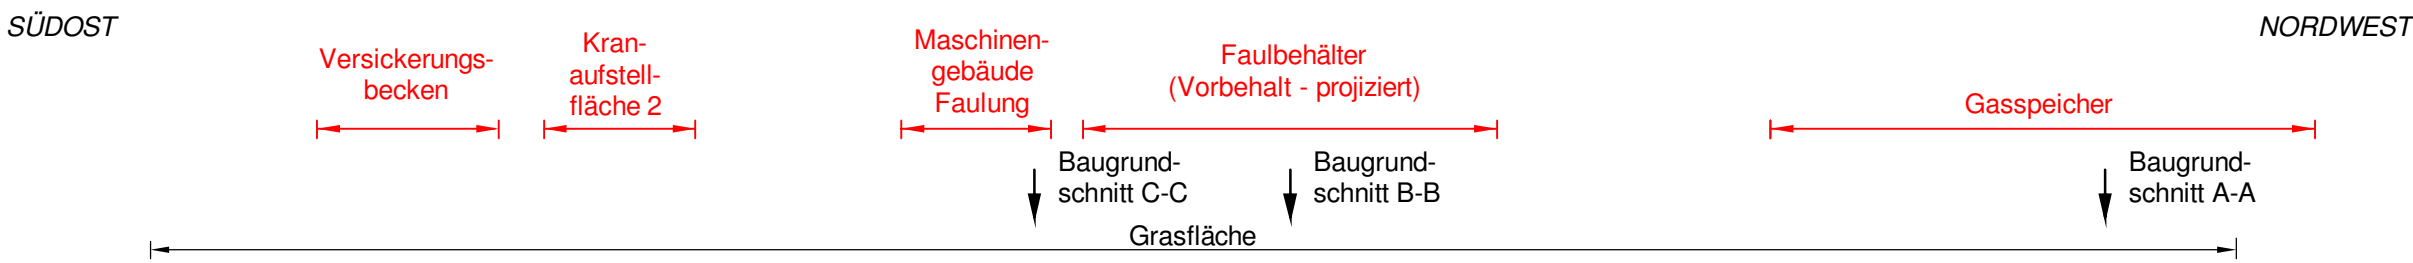 SÜDOST
NORDWEST
Versickerungs-
becken
Kran-
aufstell-
fläche 2
Maschinen-
gebäude
Faulung
Faulbehälter
(Vorbehalt - projiziert)
Gasspeicher
Baugrund-
schnitt C-C
Baugrund-
schnitt B-B
Baugrund-
schnitt A-A
Grasfläche